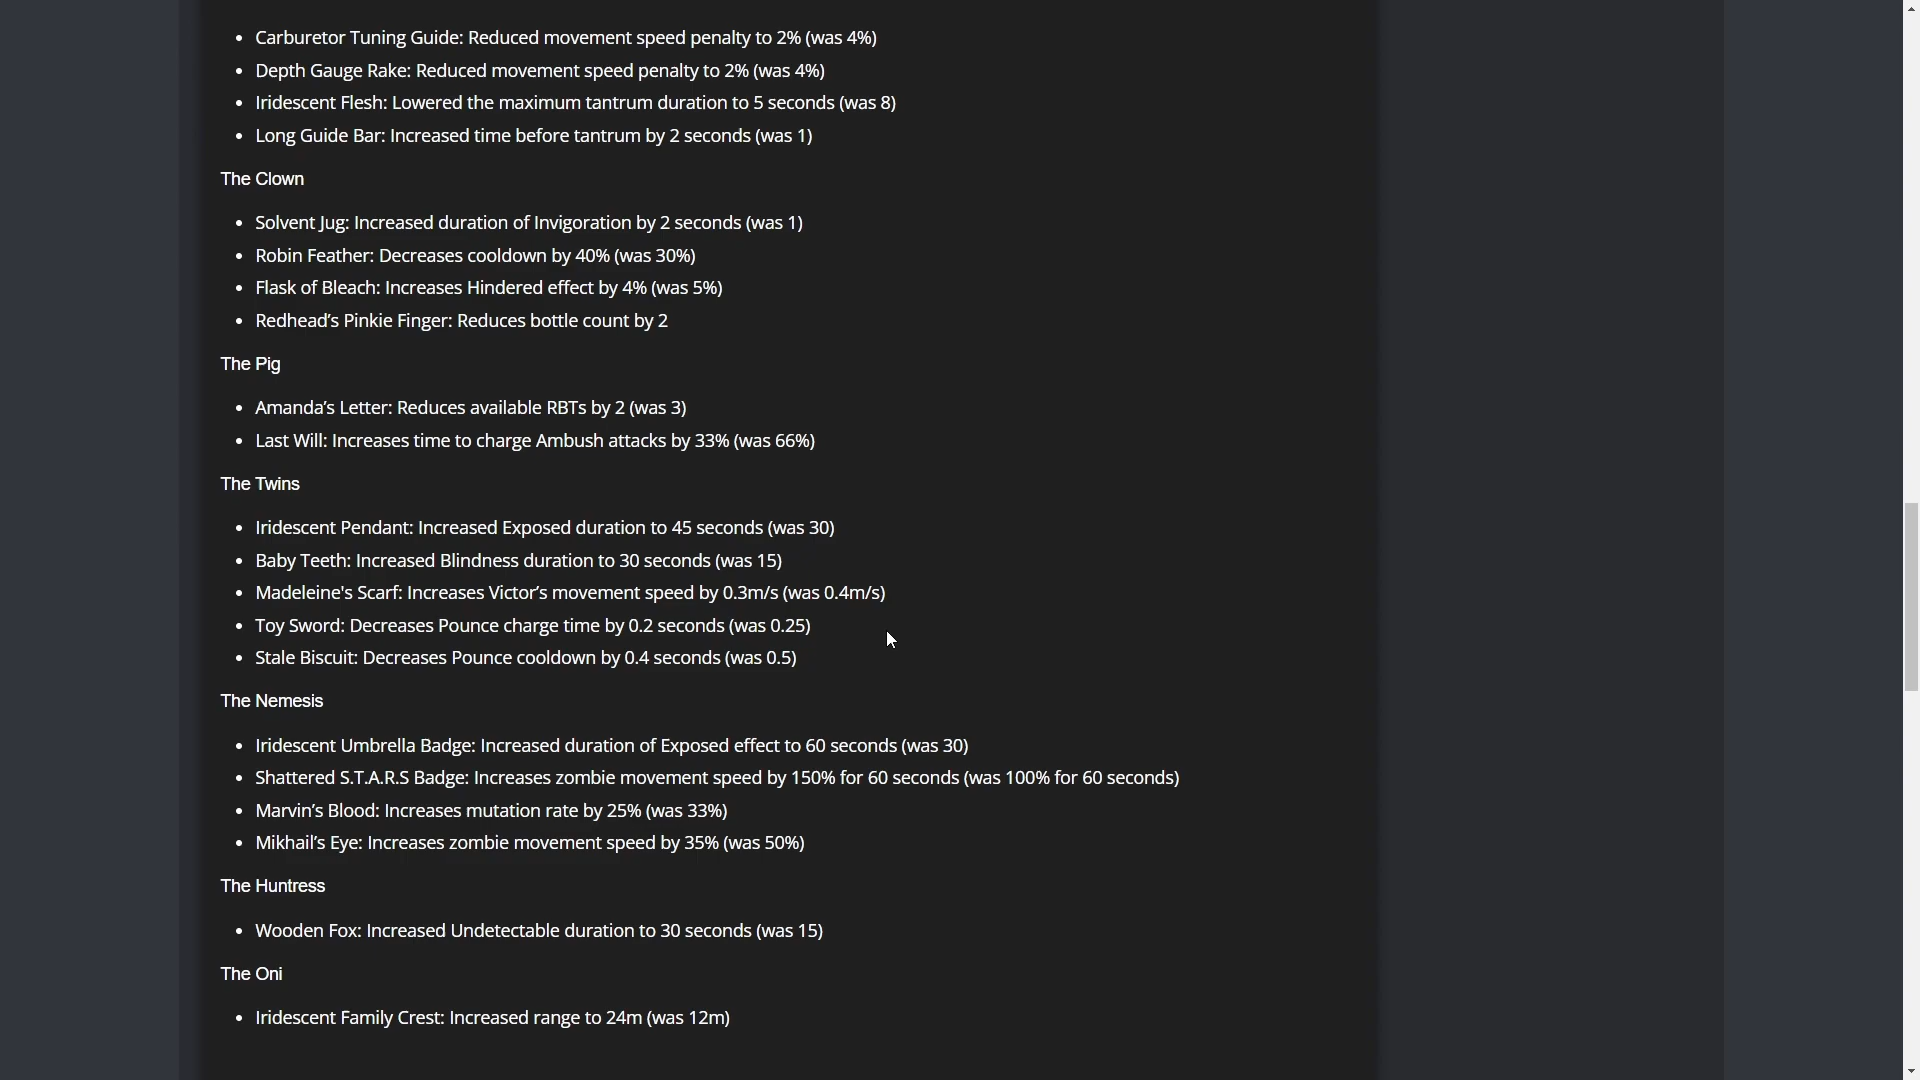 Carburetor Tuning Guide: Reduced movement speed penalty to 2% (was 4%)
Depth Gauge Rake: Reduced movement speed penalty to 2% (was 4%)
Iridescent Flesh: Lowered the maximum tantrum duration to 5 seconds (was 8)
Long Guide Bar: Increased time before tantrum by 2 seconds (was 1)
The Clown
Solvent Jug: Increased duration of Invigoration by 2 seconds (was 1)
Robin Feather: Decreases cooldown by 40% (was 30%)
Flask of Bleach: Increases Hindered effect by 4% (was 5%)
Redhead’s Pinkie Finger: Reduces bottle count by 2
The Pig
Amanda’s Letter: Reduces available RBTs by 2 (was 3)
Last Will: Increases time to charge Ambush attacks by 33% (was 66%)
The Twins
Iridescent Pendant: Increased Exposed duration to 45 seconds (was 30)
Baby Teeth: Increased Blindness duration to 30 seconds (was 15)
Madeleine's Scarf: Increases Victor’s movement speed by 0.3m/s (was 0.4m/s)
Toy Sword: Decreases Pounce charge time by 0.2 seconds (was 0.25)
Stale Biscuit: Decreases Pounce cooldown by 0.4 seconds (was 0.5)
The Nemesis
Iridescent Umbrella Badge: Increased duration of Exposed effect to 60 seconds (was 30)
Shattered S.T.A.R.S Badge: Increases zombie movement speed by 150% for 60 seconds (was 100% for 60 seconds)
Marvin’s Blood: Increases mutation rate by 25% (was 33%)
Mikhail’s Eye: Increases zombie movement speed by 35% (was 50%)
The Huntress
Wooden Fox: Increased Undetectable duration to 30 seconds (was 15)
The Oni
Iridescent Family Crest: Increased range to 24m (was 12m)